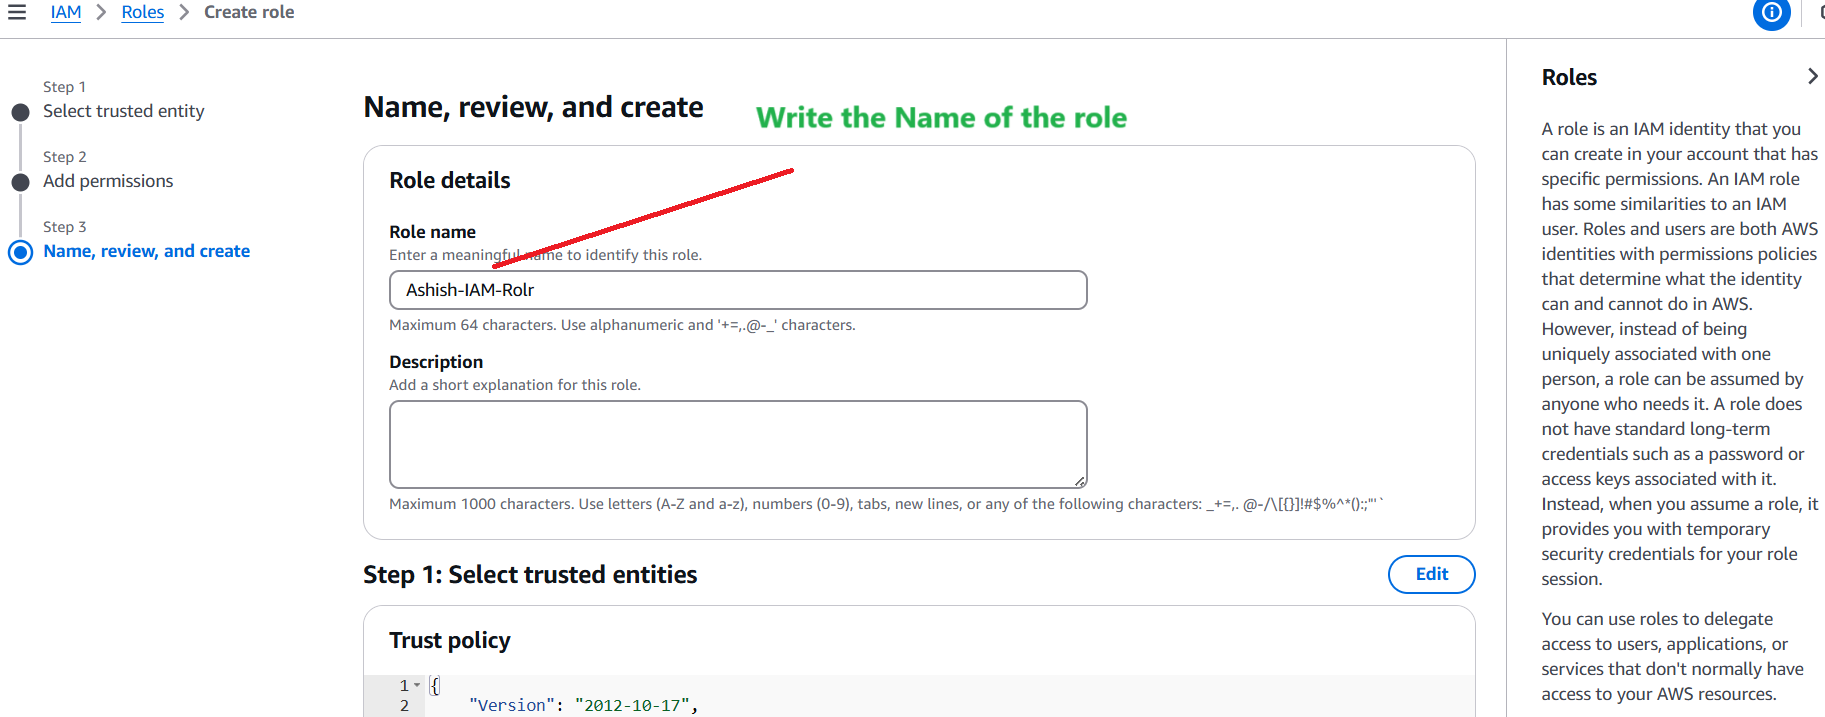 IAM > Roles > Create role
Step 1
Select trusted entity
Step 2
Add permissions
Step 3
Name, review, and create
Name, review, and create
Write the Name of the role
Role details
Role name
Enter a meaningful name to identify this role.
Ashish-IAM-Rolr
Maximum 64 characters. Use alphanumeric and '+=,.@-_' characters.
Description
Add a short explanation for this role.
Maximum 1000 characters. Use letters (A-Z and a-z), numbers (0-9), tabs, new lines, or any of the following characters: _+=,. @-/\[{}]!#$%^*():;"'`
Step 1: Select trusted entities
Edit
Trust policy
1 {
2 "Version": "2012-10-17",
Roles
A role is an IAM identity that you
can create in your account that has
specific permissions. An IAM role
has some similarities to an IAM
user. Roles and users are both AWS
identities with permissions policies
that determine what the identity
can and cannot do in AWS.
However, instead of being
uniquely associated with one
person, a role can be assumed by
anyone who needs it. A role does
not have standard long-term
credentials such as a password or
access keys associated with it.
Instead, when you assume a role, it
provides you with temporary
security credentials for your role
session.
You can use roles to delegate
access to users, applications, or
services that don't normally have
access to your AWS resources.